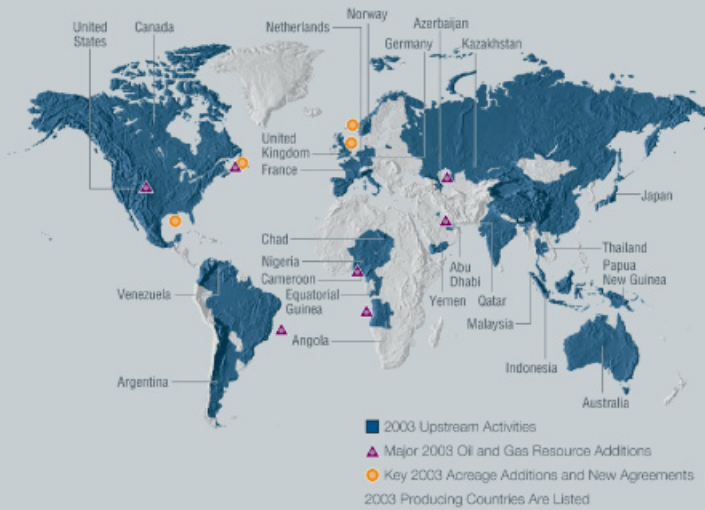 United
States
Canada
Netherlands
Norway
Azerbaijan
Germany
Kazakhstan
United
Kingdom
France
Japan
Chad
Nigeria
Cameroon
Equatorial
Guinea
Angola
Abu
Dhabi
Yemen
Qatar
Malaysia
Thailand
Papua
New Guinea
Indonesia
Australia
Venezuela
Argentina
2003 Upstream Activities
Major 2003 Oil and Gas Resource Additions
Key 2003 Acreage Additions and New Agreements
2003 Producing Countries Are Listed